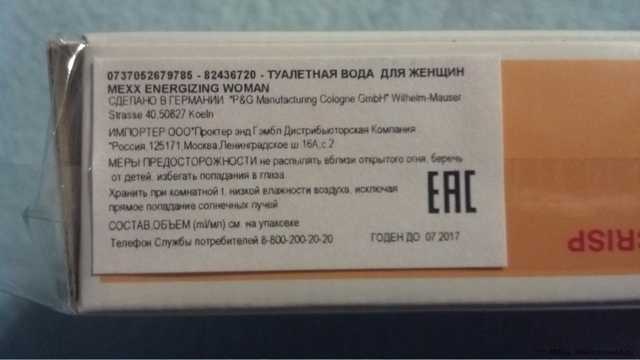 0737052679785 - 82436720 - ТУАЛЕТНАЯ ВОДА ДЛЯ ЖЕНЩИН
MEXX ENERGIZING WOMAN
СДЕЛАНО В ГЕРМАНИИ "P&G Manufacturing Cologne GmbH" Wilhelm-Mauser
Strasse 40,50827 Koeln
ИМПОРТЕР ООО"Проктер энд Гэмбл Дистрибьюторская Компания
"Россия,125171,Москва,Ленинградское ш 16А,с.2
МЕРЫ ПРЕДОСТОРОЖНОСТИ не распылять вблизи открытого огня, беречь
от детей, избегать попадания в глаза
Хранить при комнатной t, низкой влажности воздуха, исключая
прямое попадание солнечных лучей
EAC
СОСТАВ,ОБЪЕМ (ml/мл) см. на упаковке
Телефон Службы потребителей 8-800-200-20-20 ГОДЕН ДО 07.2017
CRISP